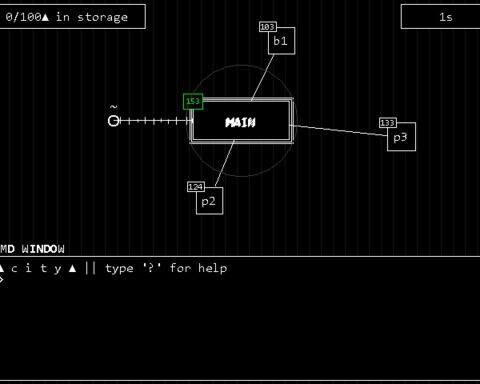 0/100▲ in storage
1s
103
b1
153
~
MAIN
133
p3
124
p2
MD WINDOW
▲ c i t y ▲ || type '?' for help
>